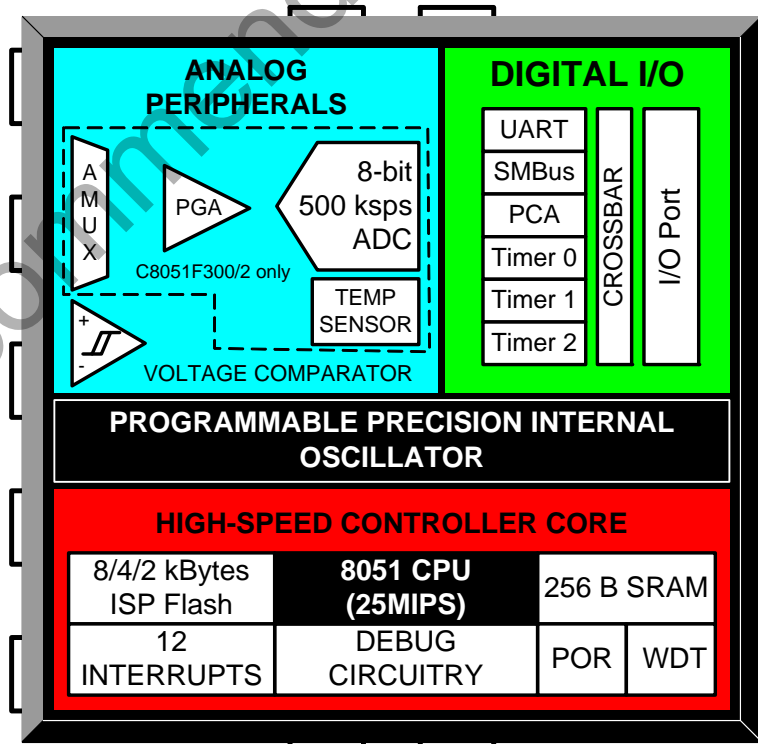 ANALOG
PERIPHERALS
A
M
U
X
PGA
8-bit
500 ksps
ADC
C8051F300/2 only
TEMP
SENSOR
+
-
VOLTAGE COMPARATOR
DIGITAL I/O
UART
SMBus
PCA
Timer 0
Timer 1
Timer 2
CROSSBAR
I/O Port
PROGRAMMABLE PRECISION INTERNAL
OSCILLATOR
HIGH-SPEED CONTROLLER CORE
8/4/2 kBytes
ISP Flash
8051 CPU
(25MIPS)
256 B SRAM
12
INTERRUPTS
DEBUG
CIRCUITRY
POR
WDT